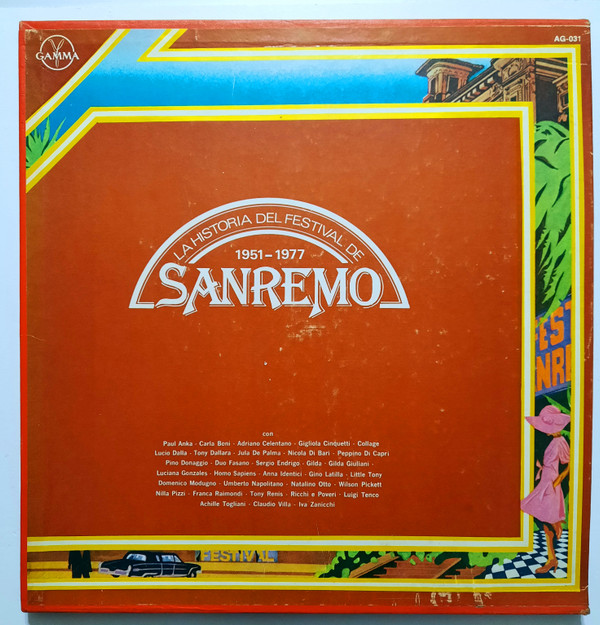 GAMMA
AG-031
LA HISTORIA DEL FESTIVAL DE
1951-1977
SANREMO
FEST
NR
con
Paul Anka - Carla Boni - Adriano Celentano - Gigliola Cinquetti - Collage
Lucio Dalla - Tony Dallara - Jula De Palma - Nicola Di Bari - Peppino Di Capri
Pino Donaggio - Duo Fasano - Sergio Endrigo - Gilda - Gilda Giuliani -
Luciana Gonzales - Homo Sapiens - Anna Identici - Gino Latilla - Little Tony
Domenico Modugno - Umberto Napolitano - Natalino Otto - Wilson Pickett
Nilla Pizzi - Franca Raimondi - Tony Renis - Ricchi e Poveri - Luigi Tenco
Achille Togliani - Claudio Villa - Iva Zanicchi
FESTIVAL